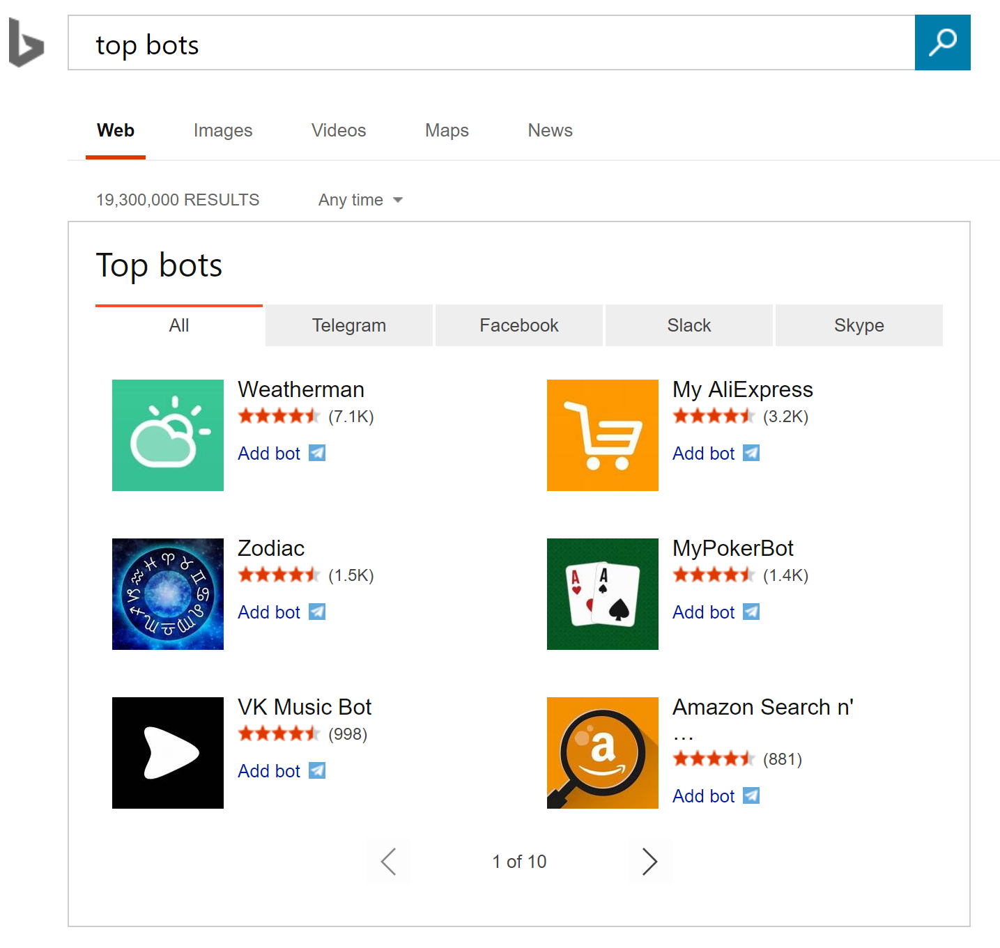 top bots
Web Images Videos Maps News
19,300,000 RESULTS Any time
Top bots
All Telegram Facebook Slack Skype
Weatherman
(7.1K)
Add bot
My AliExpress
(3.2K)
Add bot
Zodiac
(1.5K)
Add bot
MyPokerBot
(1.4K)
Add bot
A A
VK Music Bot
(998)
Add bot
Amazon Search n'
...
(881)
Add bot
a
1 of 10